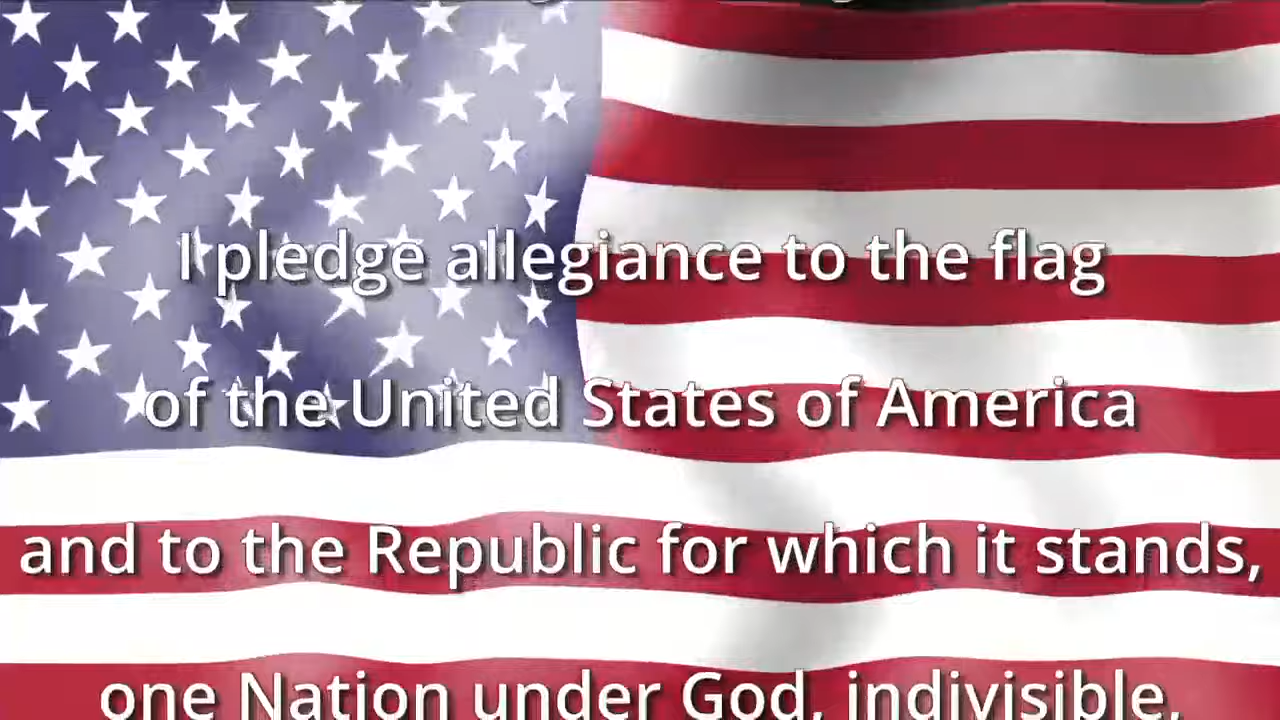 I pledge allegiance to the flag
of the United States of America
and to the Republic for which it stands,
one Nation under God, indivisible,